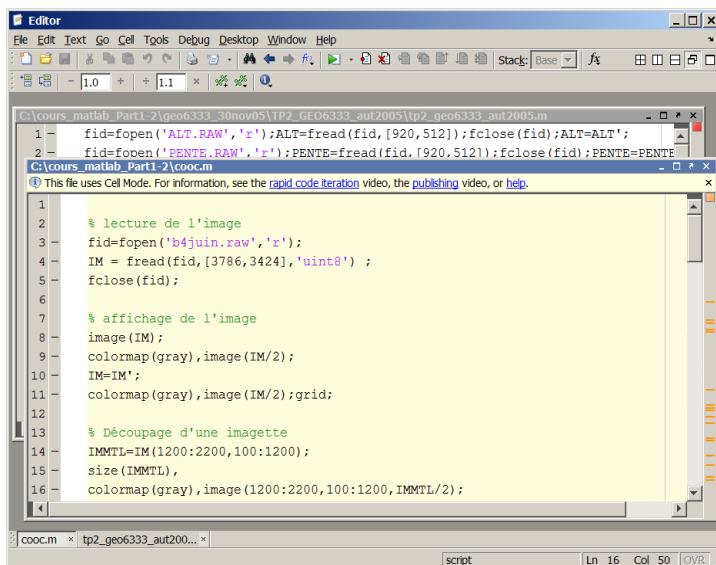 Editor
File Edit Text Go Cell Tools Debug Desktop Window Help
Stack: Base fx
- 1.0 + ÷ 1.1 ×
C:\cours_matlab_Part1-2\geo6333_30nov05\TP2_GEO6333_aut2005\tp2_geo6333_aut2005.m
1 - fid=fopen('ALT.RAW','r');ALT=fread(fid,[920,512]);fclose(fid);ALT=ALT';
2 - fid=fopen('PENTE.RAW','r');PENTE=fread(fid,[920,512]);fclose(fid);PENTE=PENTE
C:\cours_matlab_Part1-2\cooc.m
This file uses Cell Mode. For information, see the rapid code iteration video, the publishing video, or help.
1
2 % lecture de l'image
3 - fid=fopen('b4juin.raw','r');
4 - IM = fread(fid,[3786,3424],'uint8') ;
5 - fclose(fid);
6
7 % affichage de l'image
8 - image(IM);
9 - colormap(gray),image(IM/2);
10 - IM=IM';
11 - colormap(gray),image(IM/2);grid;
12
13 % Découpage d'une imagette
14 - IMMTL=IM(1200:2200,100:1200);
15 - size(IMMTL),
16 - colormap(gray),image(1200:2200,100:1200,IMMTL/2);
cooc.m × tp2_geo6333_aut200... ×
script Ln 16 Col 50 OVR